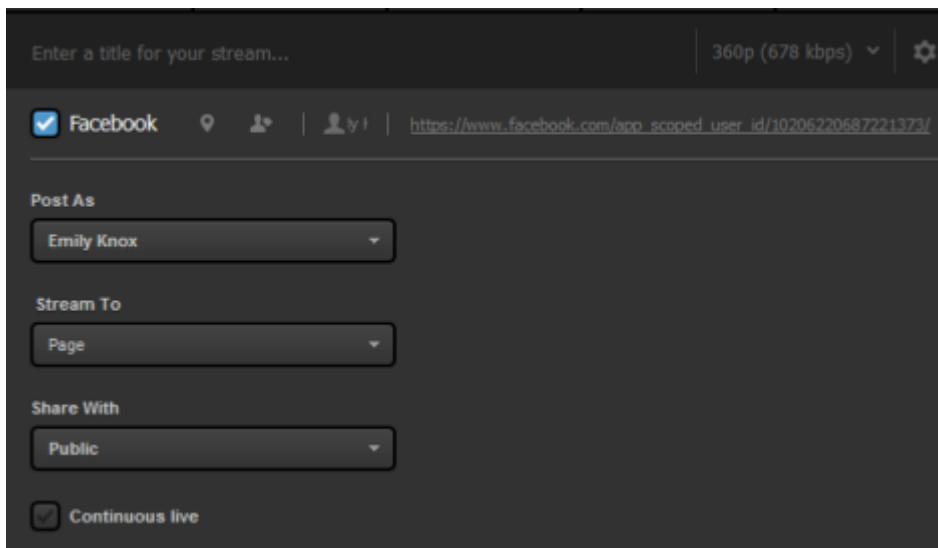 Enter a title for your stream...
360p (678 kbps)
Facebook https://www.facebook.com/app_scoped_user_id/10206220687221373/
Post As
Emily Knox
Stream To
Page
Share With
Public
Continuous live